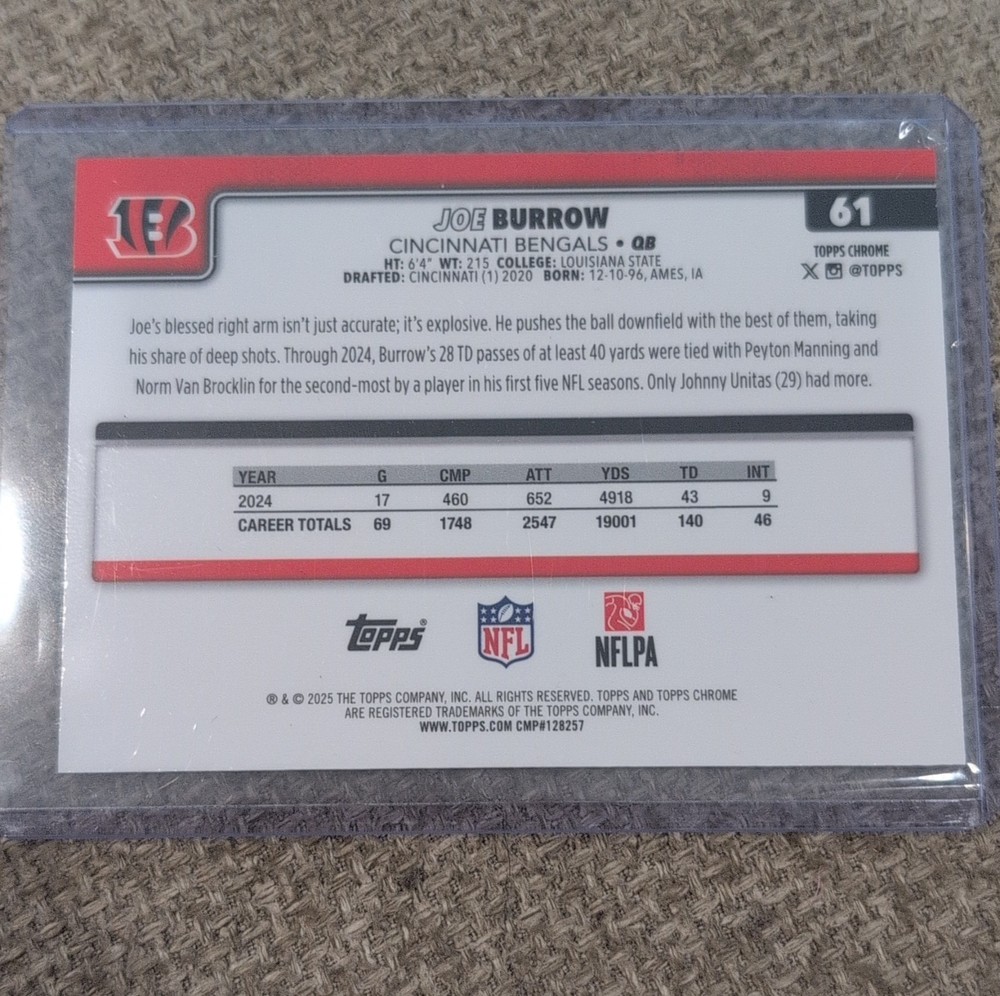 61
JOE BURROW
CINCINNATI BENGALS • QB
HT: 6'4" WT: 215 COLLEGE: LOUISIANA STATE
DRAFTED: CINCINNATI (1) 2020 BORN: 12-10-96, AMES, IA
TOPPS CHROME
@TOPPS
Joe's blessed right arm isn't just accurate; it's explosive. He pushes the ball downfield with the best of them, taking
his share of deep shots. Through 2024, Burrow's 28 TD passes of at least 40 yards were tied with Peyton Manning and
Norm Van Brocklin for the second-most by a player in his first five NFL seasons. Only Johnny Unitas (29) had more.
YEAR G CMP ATT YDS TD INT
2024 17 460 652 4918 43 9
CAREER TOTALS 69 1748 2547 19001 140 46
topps® NFL NFLPA
® & © 2025 THE TOPPS COMPANY, INC. ALL RIGHTS RESERVED. TOPPS AND TOPPS CHROME
ARE REGISTERED TRADEMARKS OF THE TOPPS COMPANY, INC.
WWW.TOPPS.COM CMP#128257